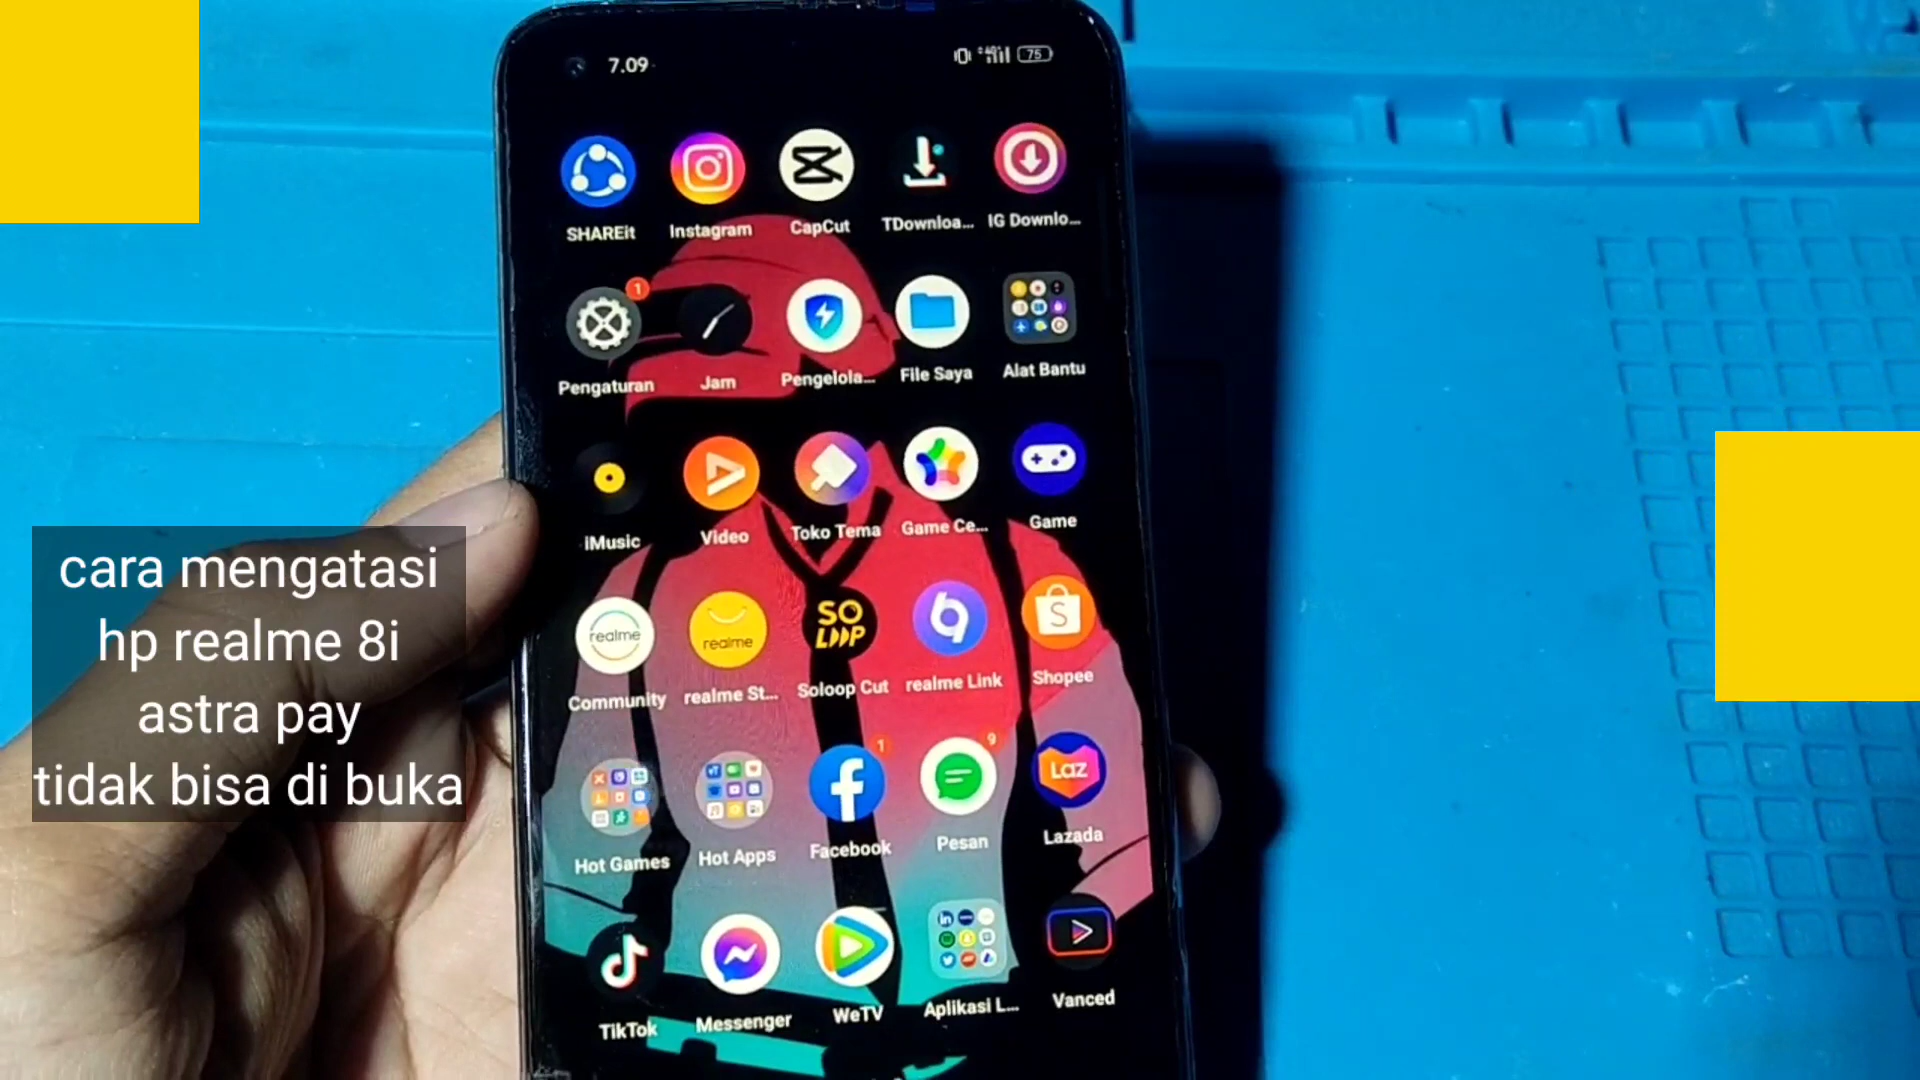 7.09
75
SHAREit
Instagram
CapCut
TDownloa...
IG Downlo...
1
Pengaturan
Jam
Pengelola...
File Saya
Alat Bantu
iMusic
Video
Toko Tema
Game Ce...
Game
realme
realme
SO
LOOP
S
Community
realme St...
Soloop Cut
realme Link
Shopee
1
9
Laz
Hot Games
Hot Apps
Facebook
Pesan
Lazada
TikTok
Messenger
WeTV
Aplikasi L...
Vanced
cara mengatasi
hp realme 8i
astra pay
tidak bisa di buka